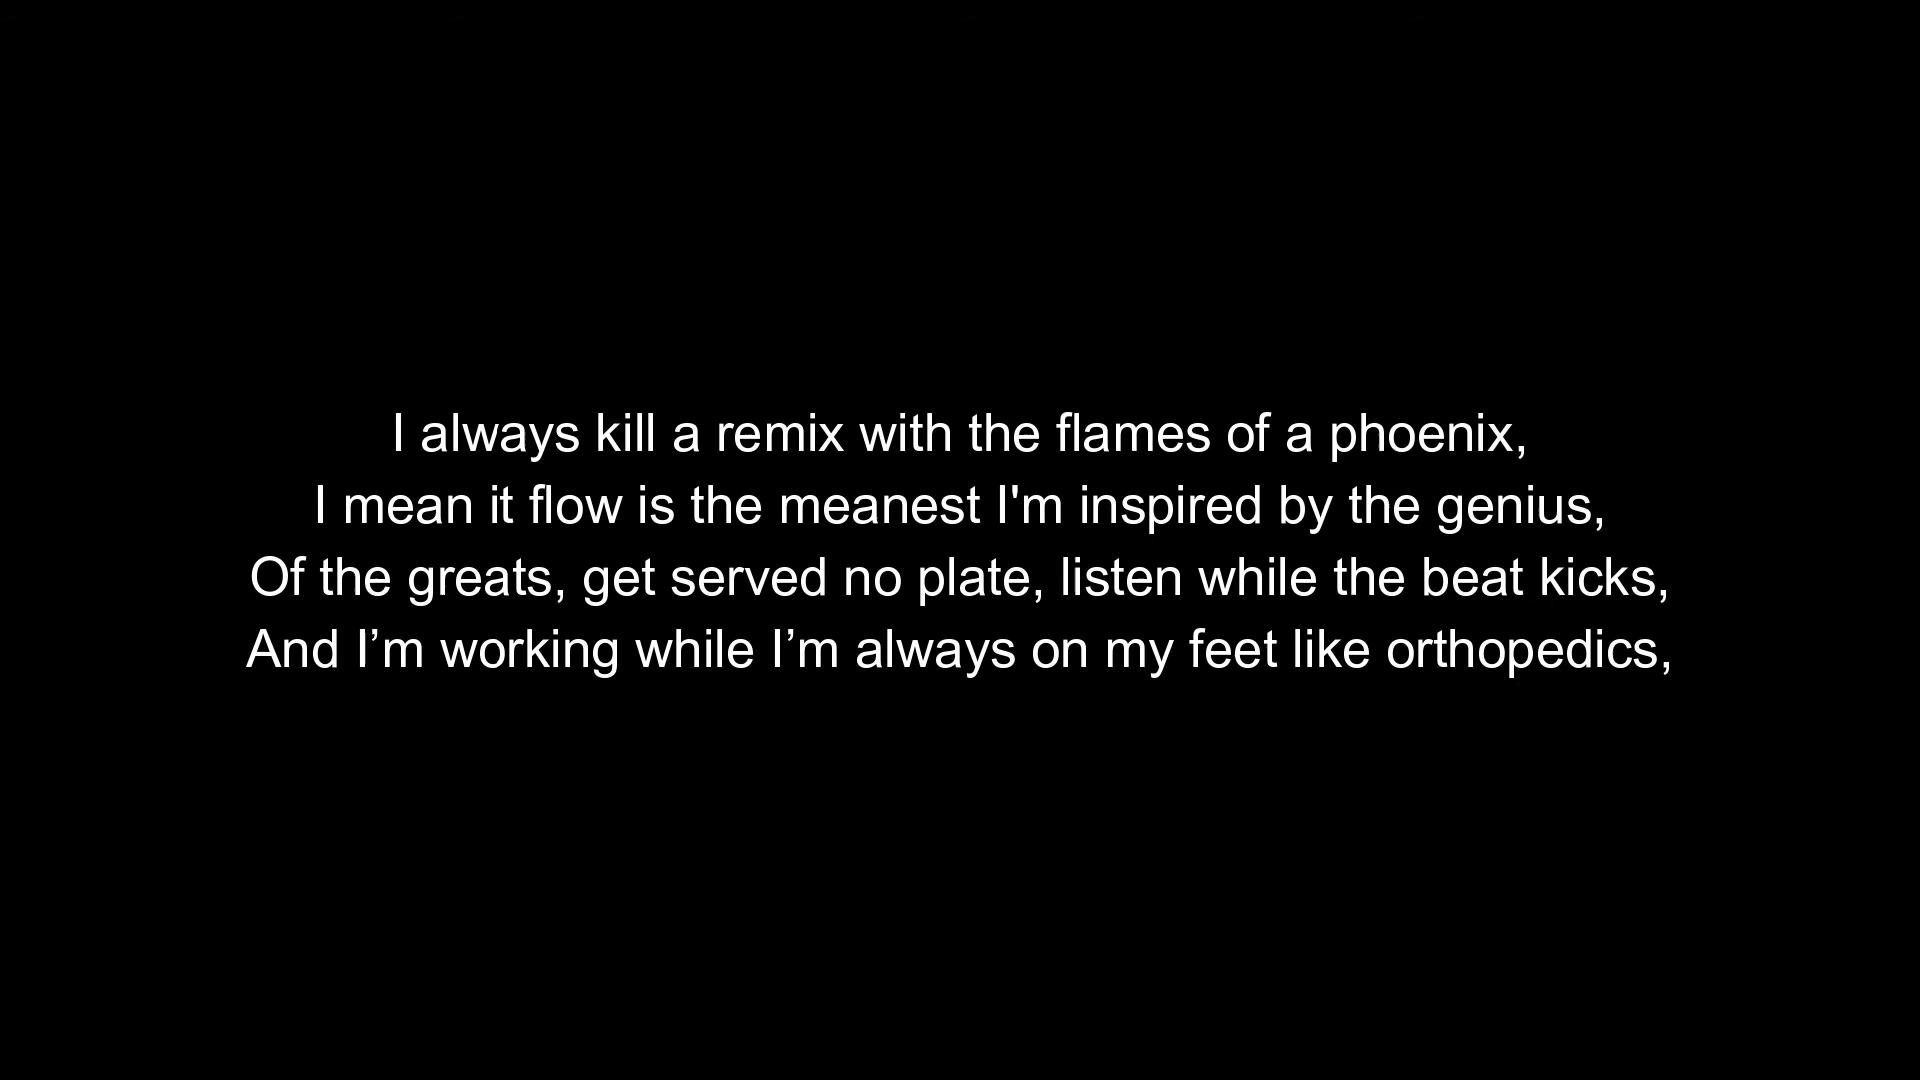 I always kill a remix with the flames of a phoenix,
I mean it flow is the meanest I'm inspired by the genius,
Of the greats, get served no plate, listen while the beat kicks,
And I’m working while I’m always on my feet like orthopedics,